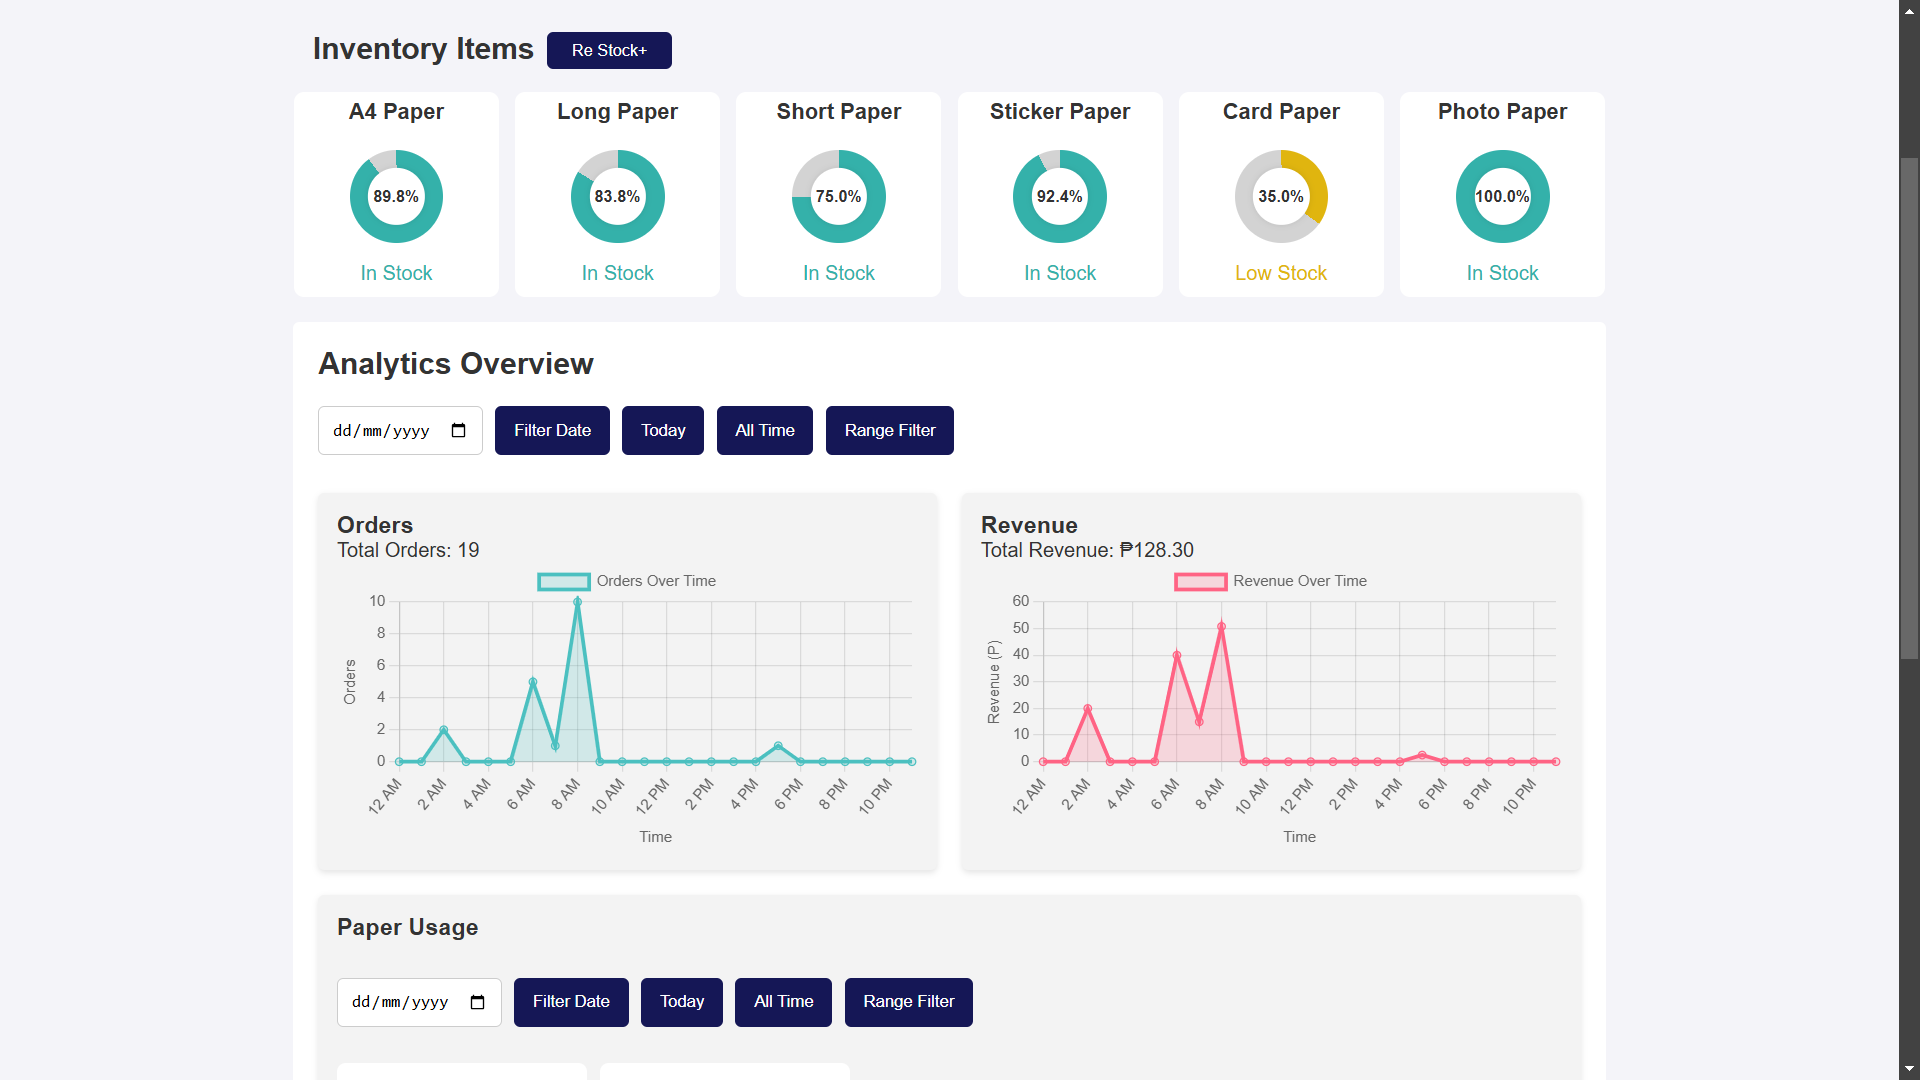 Inventory Items
Re Stock+
A4 Paper
89.8%
In Stock
Long Paper
83.8%
In Stock
Short Paper
75.0%
In Stock
Sticker Paper
92.4%
In Stock
Card Paper
35.0%
Low Stock
Photo Paper
100.0%
In Stock
Analytics Overview
dd/mm/yyyy
Filter Date
Today
All Time
Range Filter
Orders
Total Orders: 19
Orders Over Time
10
8
6
4
2
0
Orders
12 AM
2 AM
4 AM
6 AM
8 AM
10 AM
12 PM
2 PM
4 PM
6 PM
8 PM
10 PM
Time
Revenue
Total Revenue: ₱128.30
Revenue Over Time
60
50
40
30
20
10
0
Revenue (P)
12 AM
2 AM
4 AM
6 AM
8 AM
10 AM
12 PM
2 PM
4 PM
6 PM
8 PM
10 PM
Time
Paper Usage
dd/mm/yyyy
Filter Date
Today
All Time
Range Filter